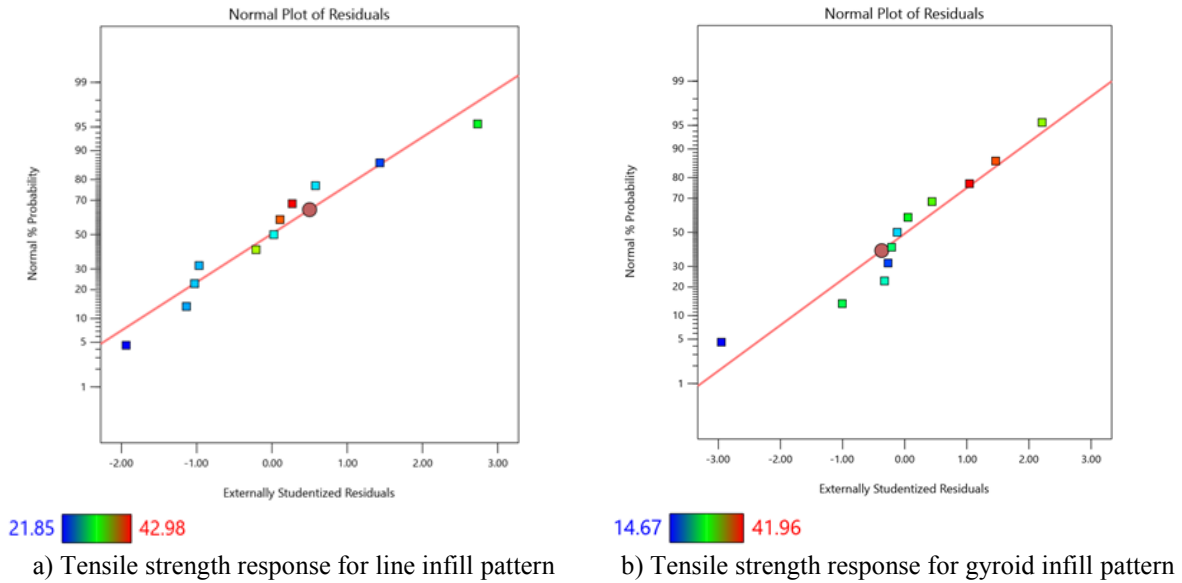 Normal Plot of Residuals
Normal % Probability
99
95
90
80
70
50
30
20
10
5
1
-2.00 -1.00 0.00 1.00 2.00 3.00
Externally Studentized Residuals
21.85 42.98
a) Tensile strength response for line infill pattern
Normal Plot of Residuals
Normal % Probability
99
95
90
80
70
50
30
20
10
5
1
-3.00 -2.00 -1.00 0.00 1.00 2.00 3.00
Externally Studentized Residuals
14.67 41.96
b) Tensile strength response for gyroid infill pattern